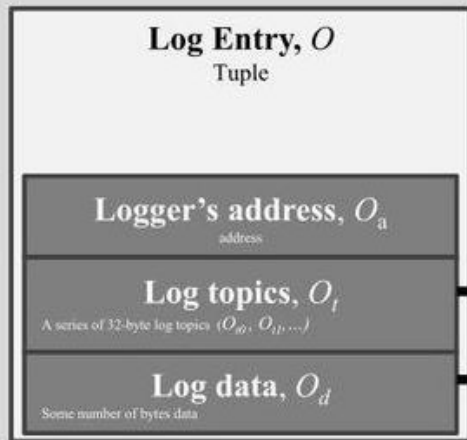 Log Entry, O
Tuple
Logger’s address, Oa
address
Log topics, Ot
A series of 32-byte log topics (Ot0, Ot1,...)
Log data, Od
Some number of bytes data